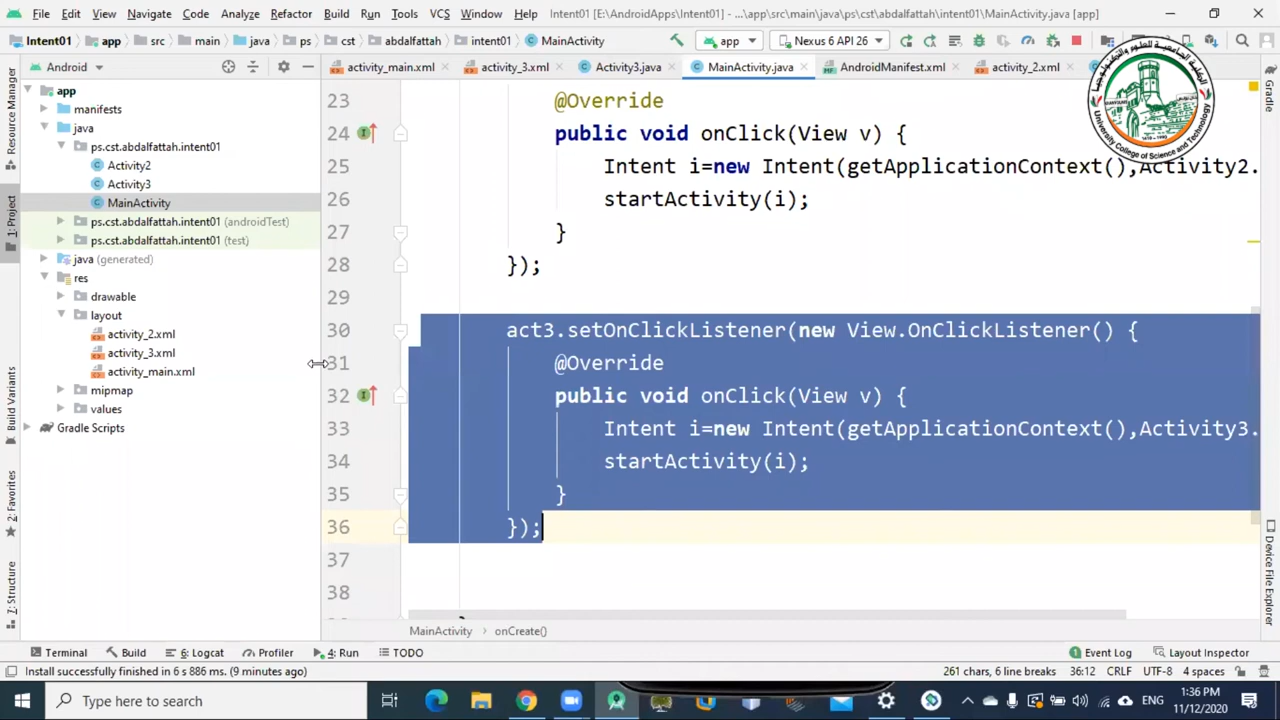 File Edit View Navigate Code Analyze Refactor Build Run Tools VCS Window Help Intent01 [E:\AndroidApps\Intent01] - ...\app\src\main\java\ps\cst\abdalfattah\intent01\MainActivity.java [app]
Intent01 app src main java ps cst abdalfattah intent01 MainActivity app Nexus 6 API 26
Android
activity_main.xml activity_3.xml Activity3.java MainActivity.java AndroidManifest.xml activity_2.xml
app
manifests
java
ps.cst.abdalfattah.intent01
Activity2
Activity3
MainActivity
ps.cst.abdalfattah.intent01 (androidTest)
ps.cst.abdalfattah.intent01 (test)
java (generated)
res
drawable
layout
activity_2.xml
activity_3.xml
activity_main.xml
mipmap
values
Gradle Scripts
Resource Manager
1: Project
Build Variants
2: Favorites
7: Structure
23 @Override
24 public void onClick(View v) {
25 Intent i=new Intent(getApplicationContext(),Activity2.
26 startActivity(i);
27 }
28 });
29
30 act3.setOnClickListener(new View.OnClickListener() {
31 @Override
32 public void onClick(View v) {
33 Intent i=new Intent(getApplicationContext(),Activity3.
34 startActivity(i);
35 }
36 });
37
38
MainActivity › onCreate()
Gradle
Device File Explorer
University College of Science and Technology
Terminal Build 6: Logcat Profiler 4: Run TODO Event Log Layout Inspector
Install successfully finished in 6 s 886 ms. (9 minutes ago) 261 chars, 6 line breaks 36:12 CRLF UTF-8 4 spaces
Type here to search
ENG
1:36 PM
11/12/2020